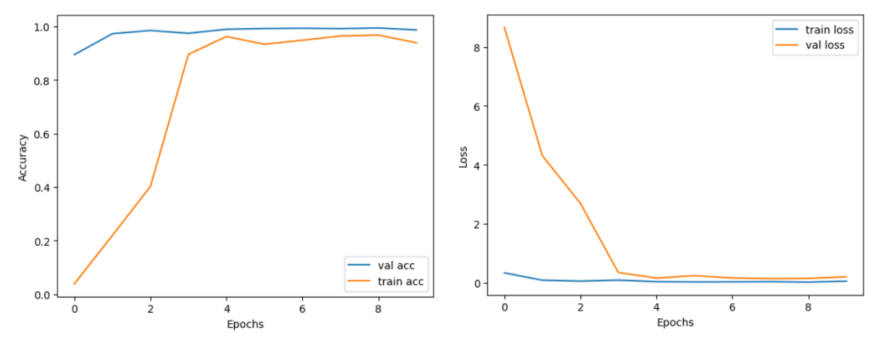 1.0
0.8
0.6
0.4
0.2
0.0
Accuracy
0 2 4 6 8
Epochs
val acc
train acc
8
6
4
2
0
Loss
0 2 4 6 8
Epochs
train loss
val loss